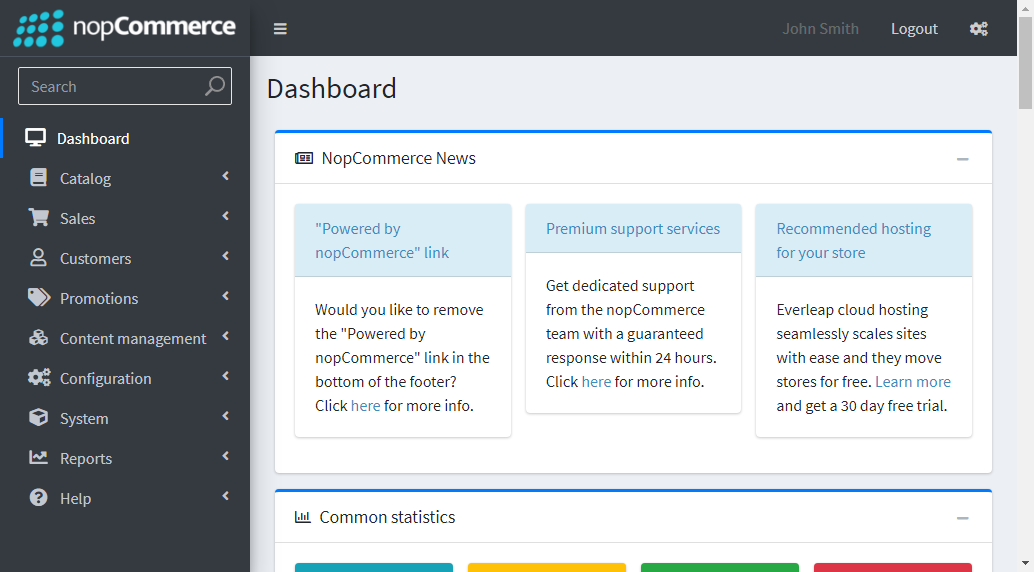 nopCommerce
John Smith
Logout
Search
Dashboard
Catalog
Sales
Customers
Promotions
Content management
Configuration
System
Reports
Help
Dashboard
NopCommerce News
"Powered by
nopCommerce" link
Would you like to remove
the "Powered by
nopCommerce" link in the
bottom of the footer?
Click here for more info.
Premium support services
Get dedicated support
from the nopCommerce
team with a guaranteed
response within 24 hours.
Click here for more info.
Recommended hosting
for your store
Everleap cloud hosting
seamlessly scales sites
with ease and they move
stores for free. Learn more
and get a 30 day free trial.
Common statistics